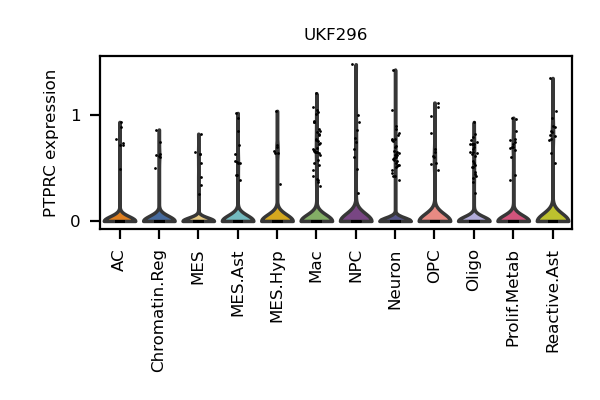 UKF296
PTPRC expression
1
0
AC
Chromatin.Reg
MES
MES.Ast
MES.Hyp
Mac
NPC
Neuron
OPC
Oligo
Prolif.Metab
Reactive.Ast